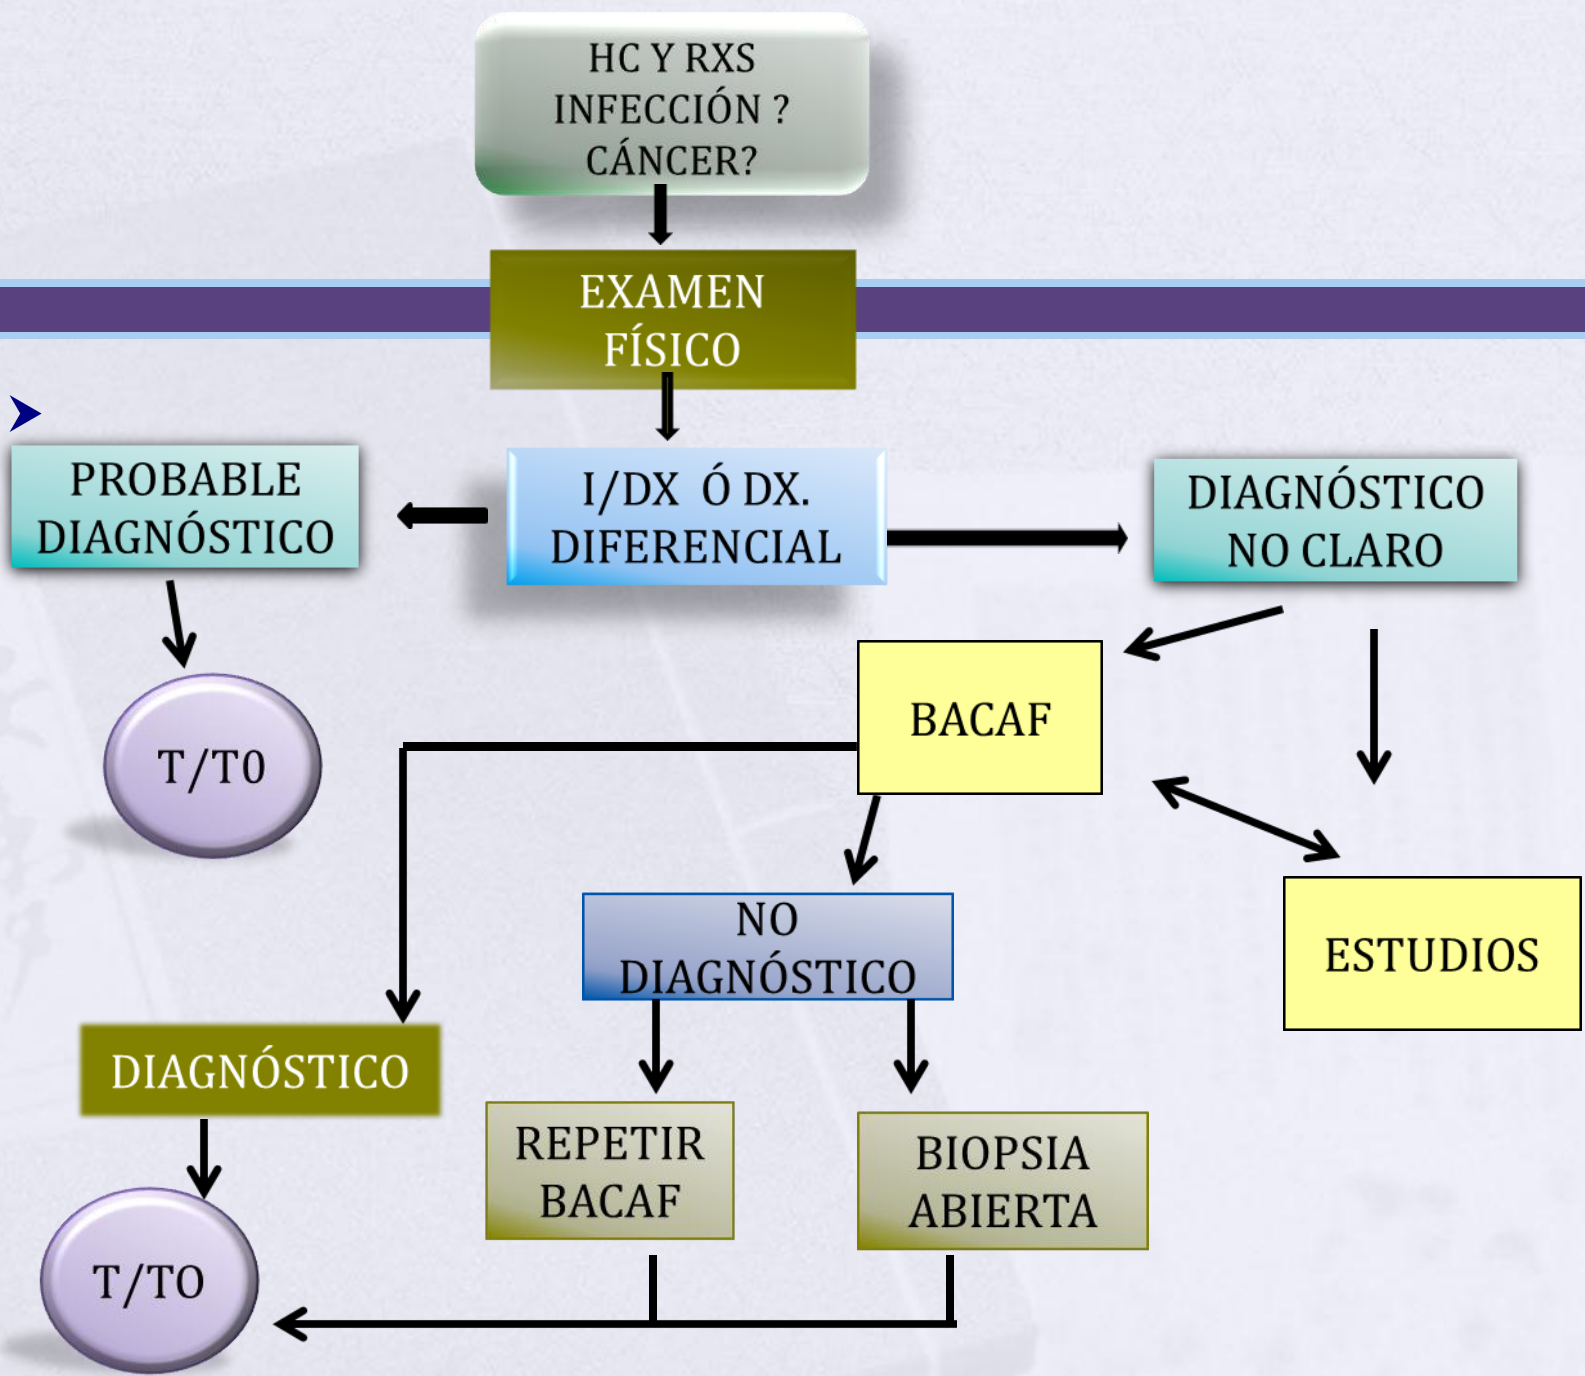 HC Y RXS
INFECCIÓN ?
CÁNCER?
EXAMEN
FÍSICO
PROBABLE
DIAGNÓSTICO
I/DX Ó DX.
DIFERENCIAL
DIAGNÓSTICO
NO CLARO
T/T0
BACAF
NO
DIAGNÓSTICO
ESTUDIOS
DIAGNÓSTICO
REPETIR
BACAF
BIOPSIA
ABIERTA
T/TO